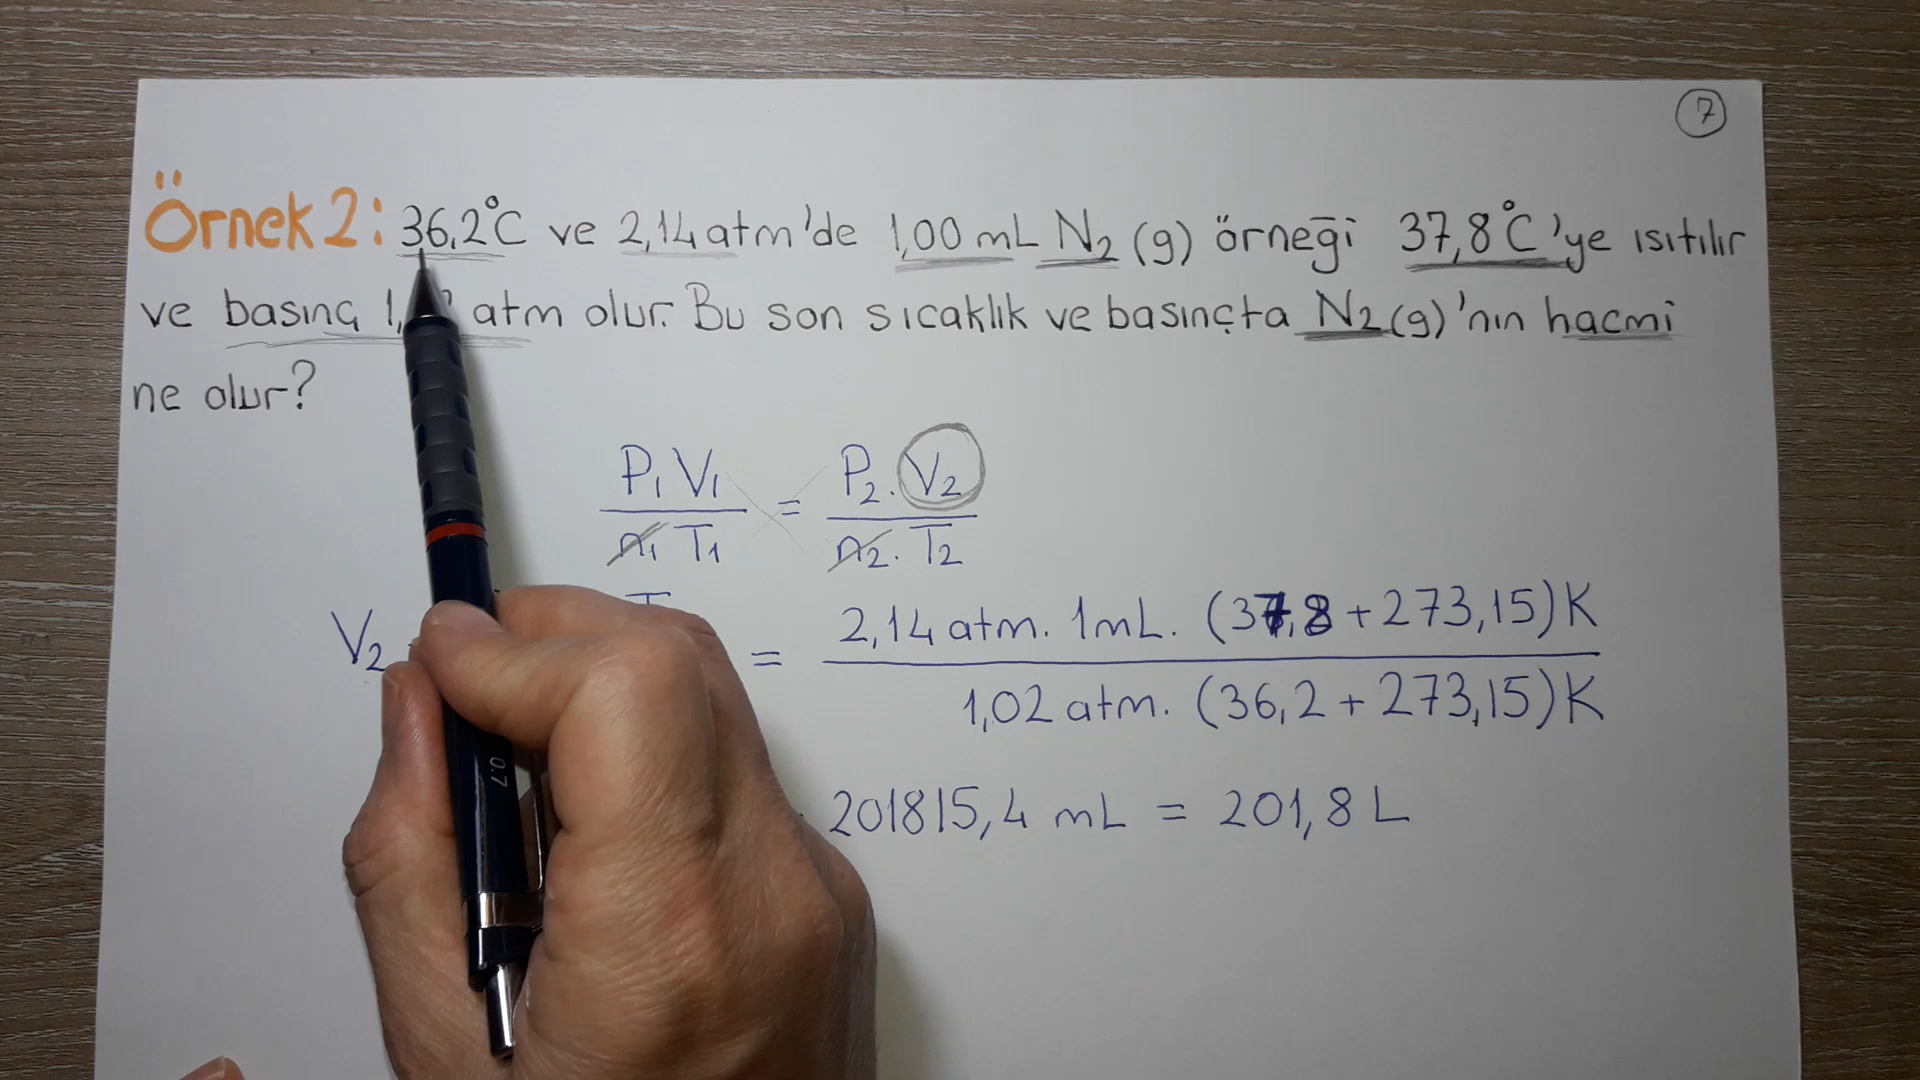 7
Örnek 2: 36,2°C ve 2,14 atm'de 1,00 mL N₂ (g) örneği 37,8°C'ye ısıtılır
ve basınç 1, atm olur. Bu son sıcaklık ve basınçta N₂(g)'nın hacmi
ne olur?
P₁ V₁ = P₂ . V₂
n₁ T₁ n₂ . T₂
V₂ = 2,14 atm. 1mL. (37,8 + 273,15)K
1,02 atm. (36,2 + 273,15)K
201815,4 mL = 201,8 L
0.7